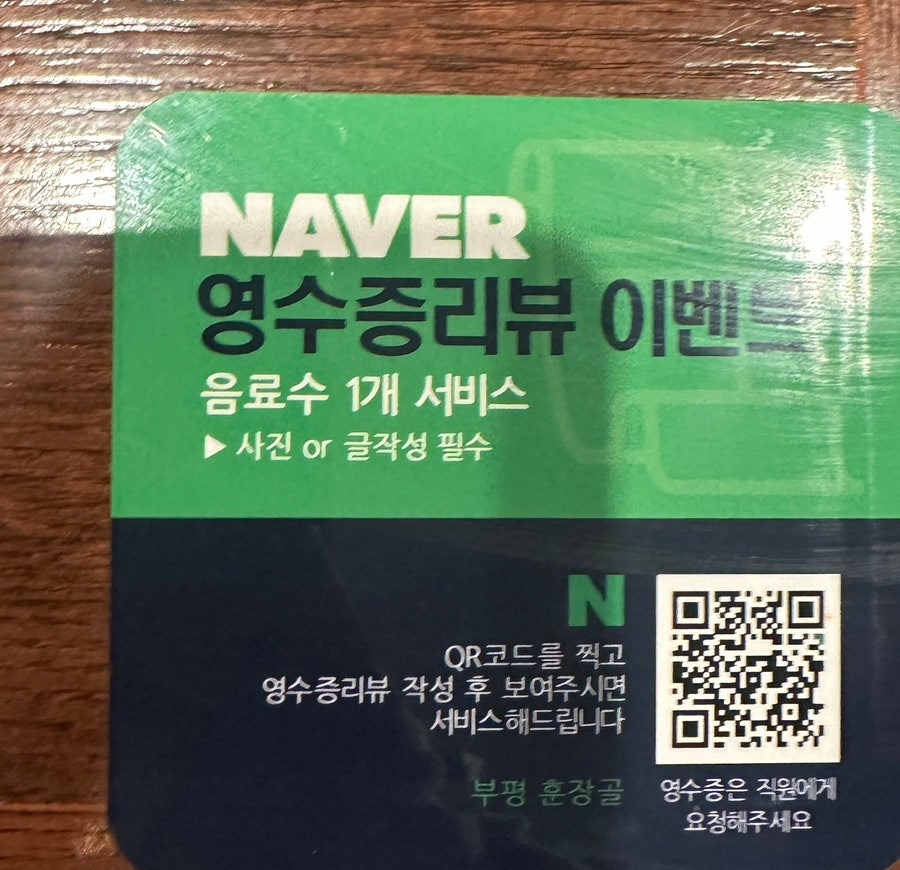 NAVER
영수증리뷰 이벤트
음료수 1개 서비스
▶ 사진 or 글작성 필수
N
QR코드를 찍고
영수증리뷰 작성 후 보여주시면
서비스해드립니다
부평 훈장골
영수증은 직원에게
요청해주세요